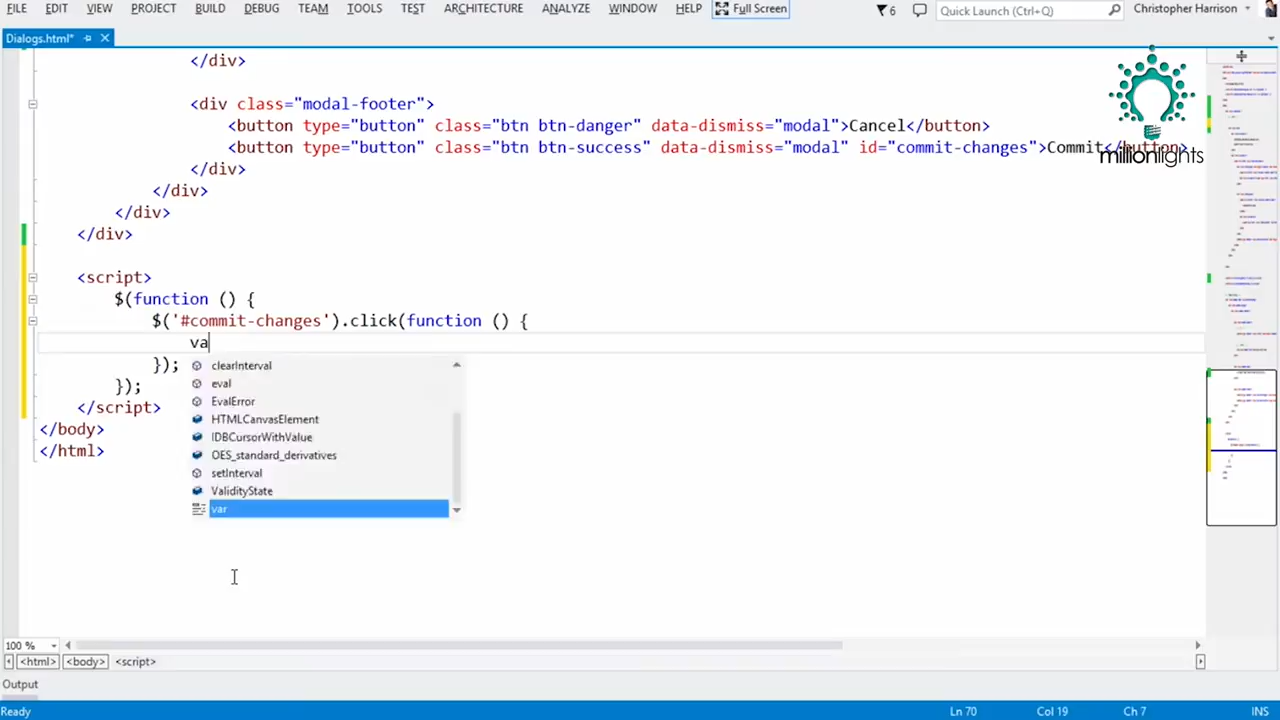 FILE EDIT VIEW PROJECT BUILD DEBUG TEAM TOOLS TEST ARCHITECTURE ANALYZE WINDOW HELP Full Screen 6 Quick Launch (Ctrl+Q) Christopher Harrison
Dialogs.html*
</div>
<div class="modal-footer">
<button type="button" class="btn btn-danger" data-dismiss="modal">Cancel</button>
<button type="button" class="btn btn-success" data-dismiss="modal" id="commit-changes">Commit</button>
millionlights
</div>
</div>
</div>
</div>
<script>
$(function () {
$('#commit-changes').click(function () {
va
});
});
</script>
</body>
</html>
clearInterval
eval
EvalError
HTMLCanvasElement
IDBCursorWithValue
OES_standard_derivatives
setInterval
ValidityState
var
100 %
<html> <body> <script>
Output
Ready Ln 70 Col 19 Ch 7 INS